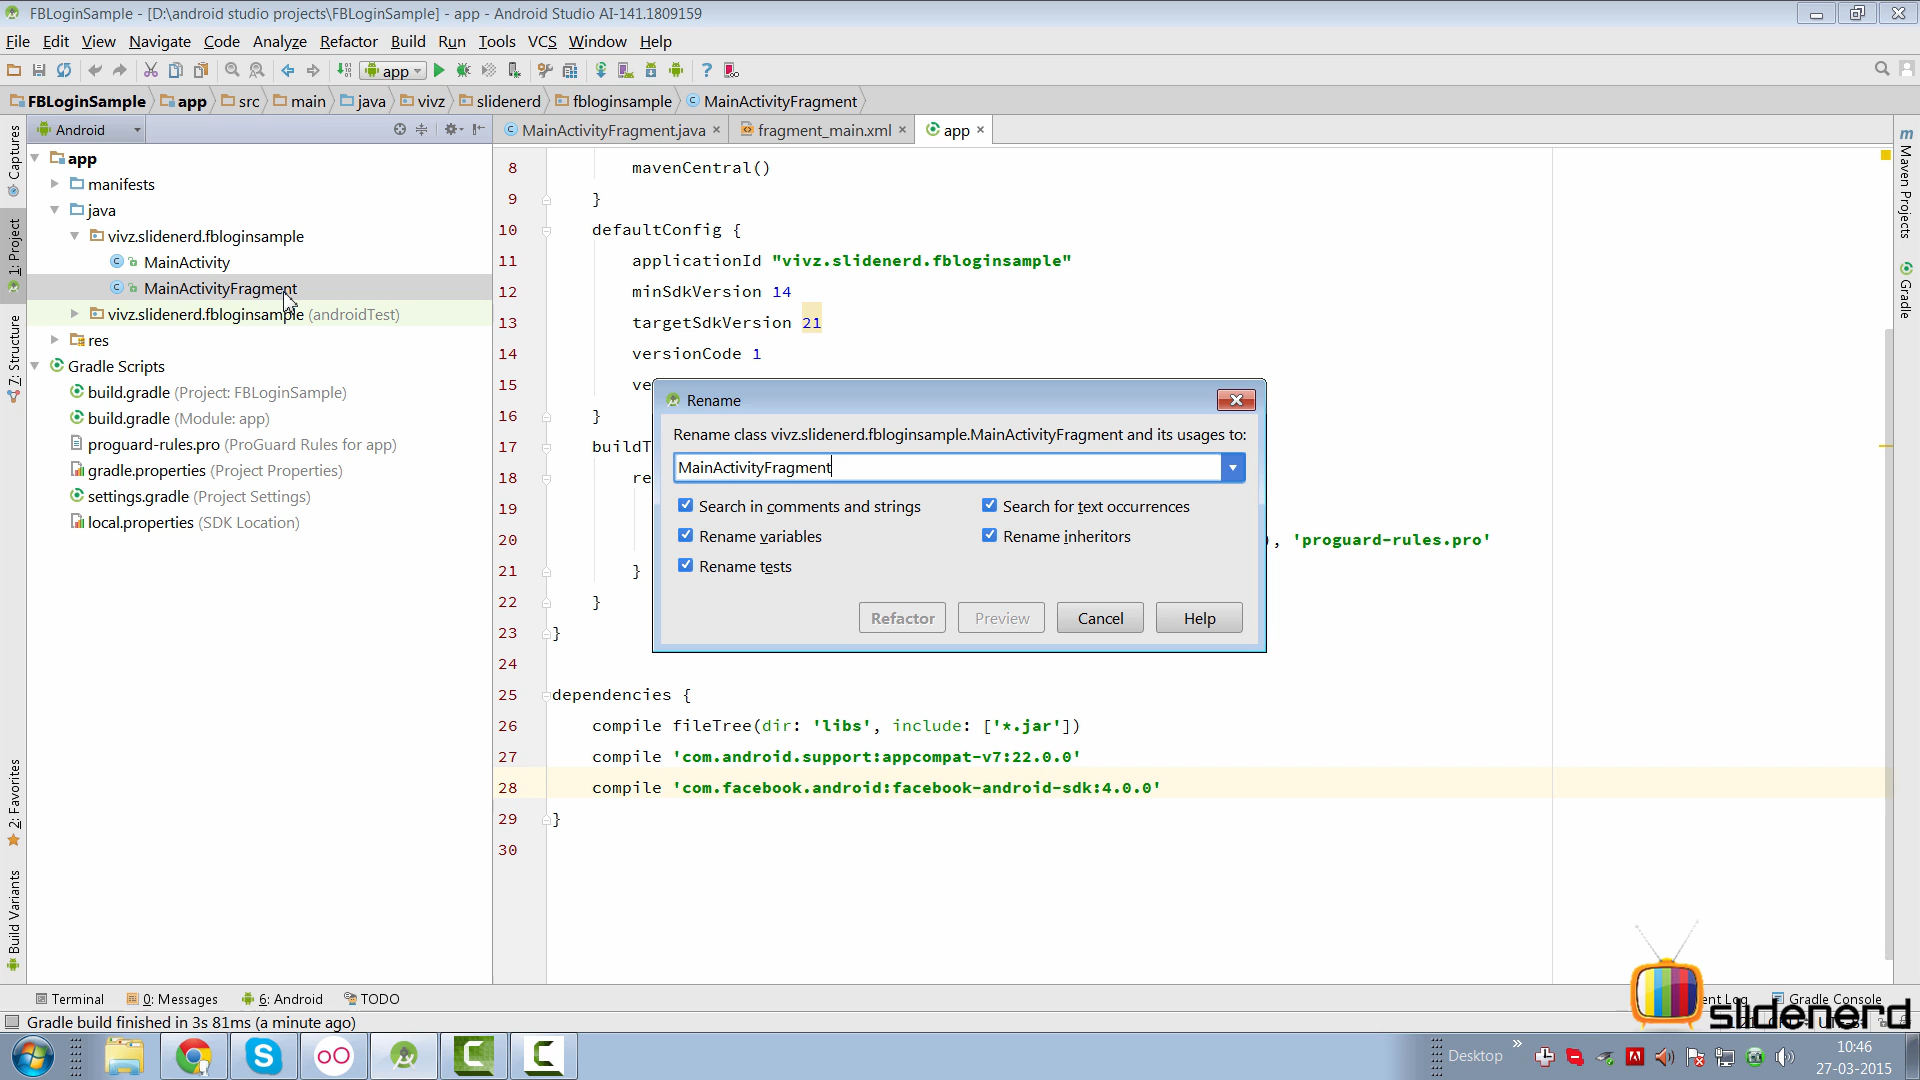 FBLoginSample - [D:\android studio projects\FBLoginSample] - app - Android Studio AI-141.1809159
File Edit View Navigate Code Analyze Refactor Build Run Tools VCS Window Help
app
FBLoginSample app src main java vivz slidenerd fbloginsample MainActivityFragment
Android
MainActivityFragment.java fragment_main.xml app
Captures
1: Project
7: Structure
2: Favorites
Build Variants
app
manifests
java
vivz.slidenerd.fbloginsample
MainActivity
MainActivityFragment
vivz.slidenerd.fbloginsample (androidTest)
res
Gradle Scripts
build.gradle (Project: FBLoginSample)
build.gradle (Module: app)
proguard-rules.pro (ProGuard Rules for app)
gradle.properties (Project Properties)
settings.gradle (Project Settings)
local.properties (SDK Location)
8 mavenCentral()
9 }
10 defaultConfig {
11 applicationId "vivz.slidenerd.fbloginsample"
12 minSdkVersion 14
13 targetSdkVersion 21
14 versionCode 1
15 ve
16 }
17 buildT
18 re
19
20 ), 'proguard-rules.pro'
21 }
22 }
23 }
24
25 dependencies {
26 compile fileTree(dir: 'libs', include: ['*.jar'])
27 compile 'com.android.support:appcompat-v7:22.0.0'
28 compile 'com.facebook.android:facebook-android-sdk:4.0.0'
29 }
30
Rename
Rename class vivz.slidenerd.fbloginsample.MainActivityFragment and its usages to:
MainActivityFragment
Search in comments and strings Search for text occurrences
Rename variables Rename inheritors
Rename tests
Refactor Preview Cancel Help
m Maven Projects
Gradle
Terminal 0: Messages 6: Android TODO Log Gradle Console
Gradle build finished in 3s 81ms (a minute ago)
slidenerd
Desktop
10:46
27-03-2015